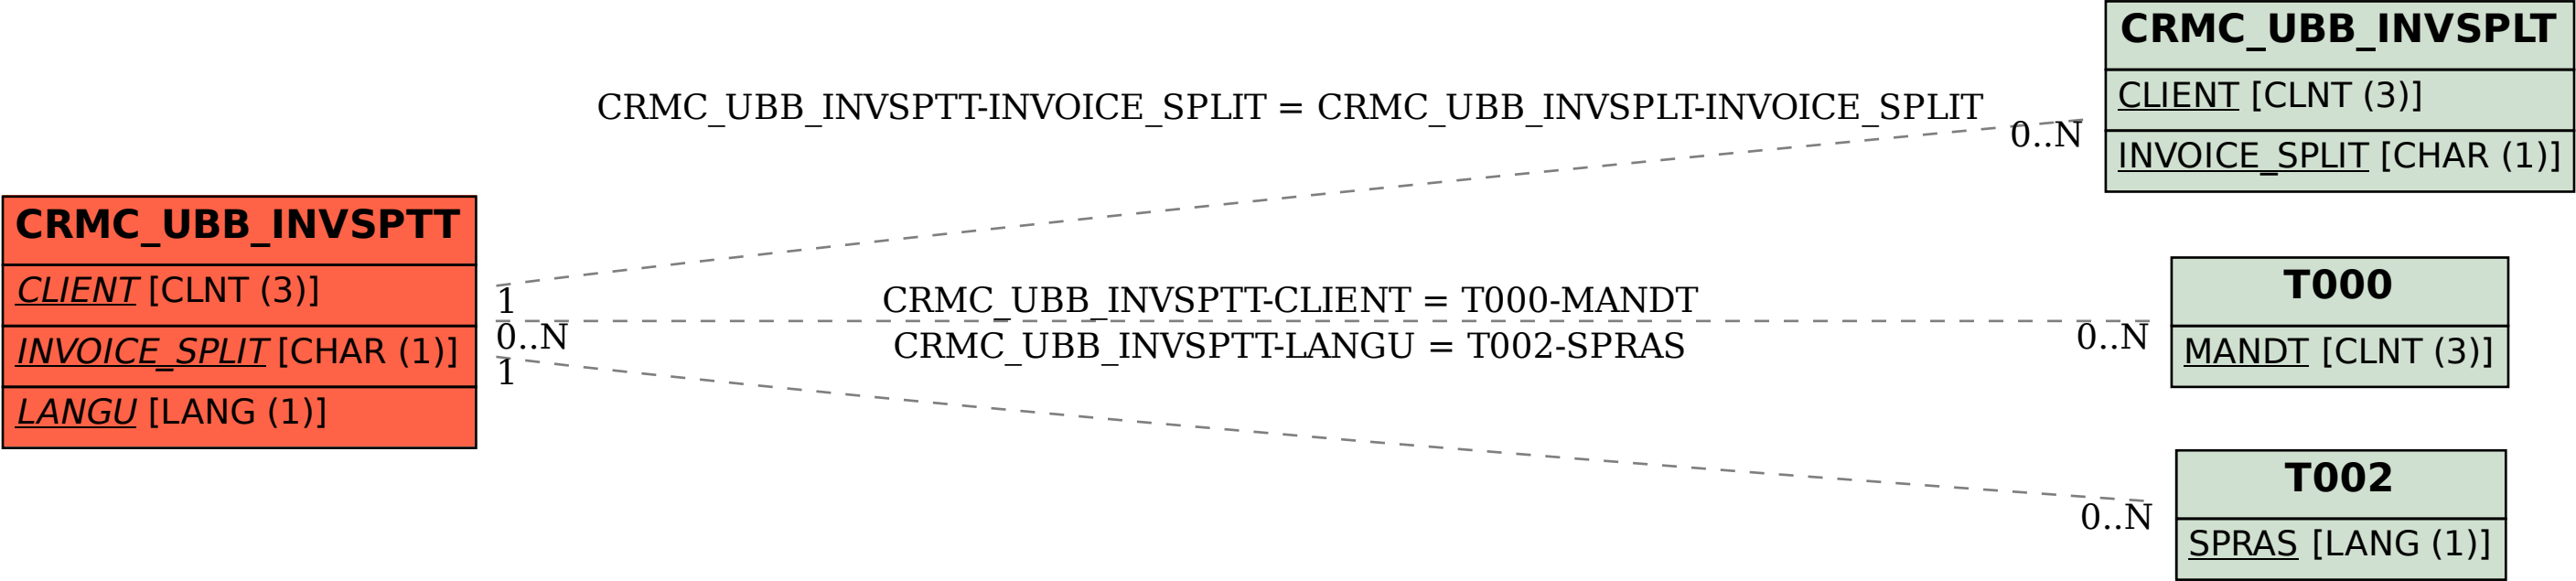 CRMC_UBB_INVSPLT
CLIENT [CLNT (3)]
INVOICE_SPLIT [CHAR (1)]
CRMC_UBB_INVSPTT-INVOICE_SPLIT = CRMC_UBB_INVSPLT-INVOICE_SPLIT
0..N
CRMC_UBB_INVSPTT
CLIENT [CLNT (3)]
INVOICE_SPLIT [CHAR (1)]
LANGU [LANG (1)]
1
0..N
1
CRMC_UBB_INVSPTT-CLIENT = T000-MANDT
CRMC_UBB_INVSPTT-LANGU = T002-SPRAS
0..N
T000
MANDT [CLNT (3)]
0..N
T002
SPRAS [LANG (1)]